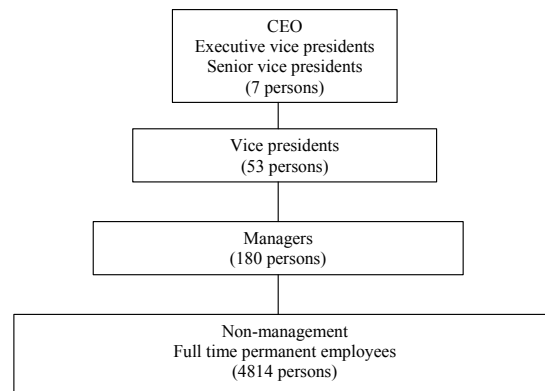 CEO
Executive vice presidents
Senior vice presidents
(7 persons)
Vice presidents
(53 persons)
Managers
(180 persons)
Non-management
Full time permanent employees
(4814 persons)